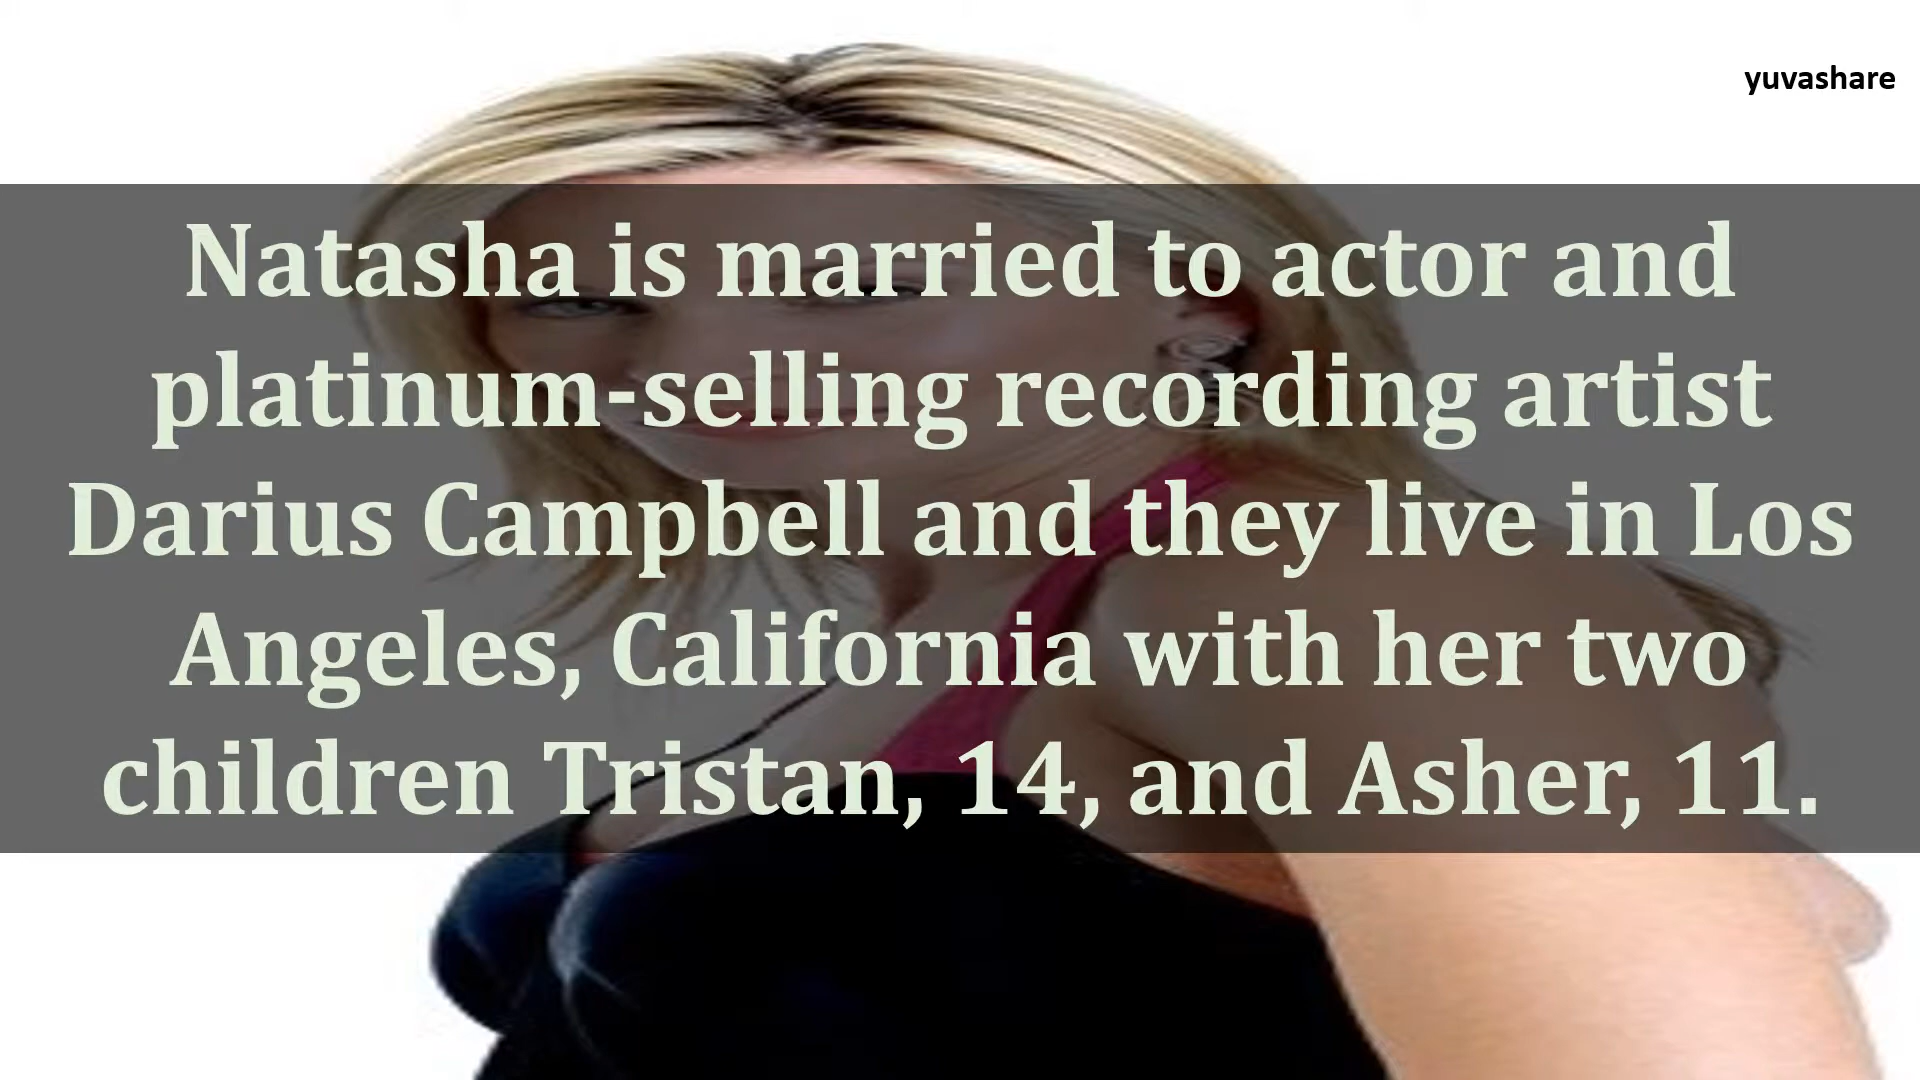 yuvashare
Natasha is married to actor and
platinum-selling recording artist
Darius Campbell and they live in Los
Angeles, California with her two
children Tristan, 14, and Asher, 11.